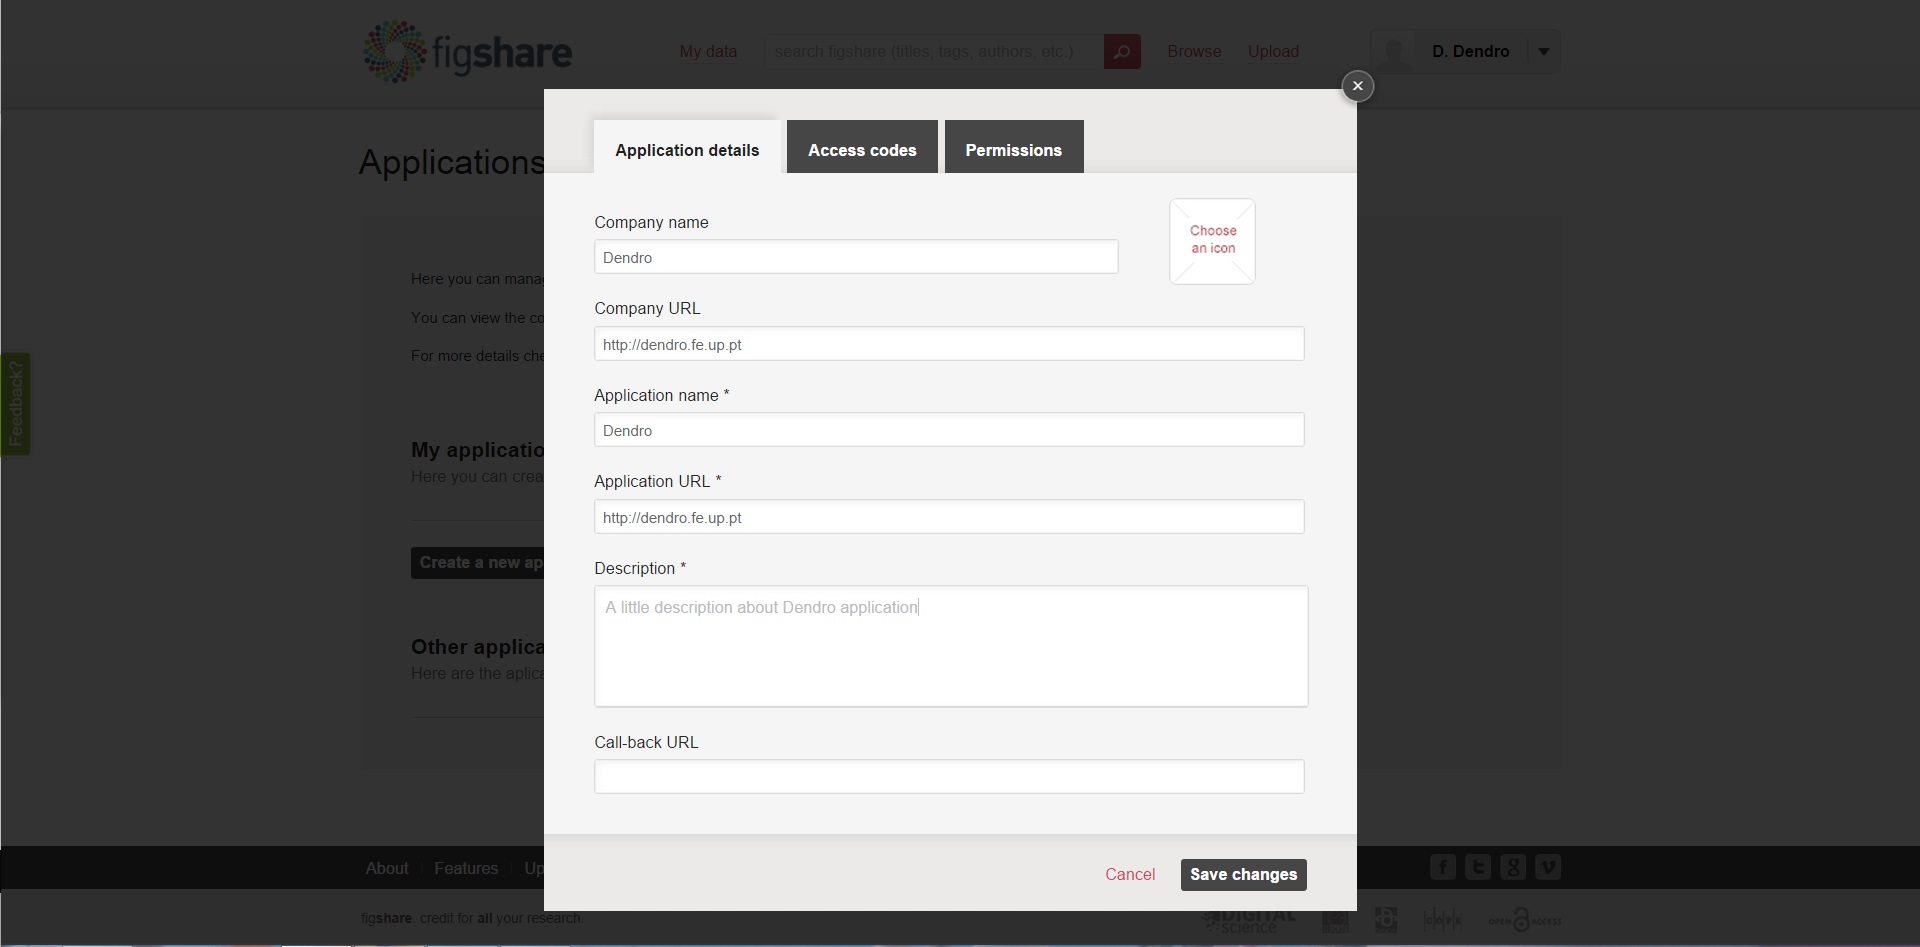 figshare
My data
search figshare (titles, tags, authors, etc.)
Browse
Upload
D. Dendro
Applications
Application details
Access codes
Permissions
Company name
Dendro
Choose
an icon
Company URL
http://dendro.fe.up.pt
Application name *
Dendro
Application URL *
http://dendro.fe.up.pt
Description *
A little description about Dendro application
Call-back URL
Cancel
Save changes
Here you can mana
You can view the co
For more details che
Feedback?
My applicatio
Here you can crea
Create a new ap
Other applica
Here are the aplica
About
Features
Up
figshare. credit for all your research.
DIGITAL
science
OPEN ACCESS